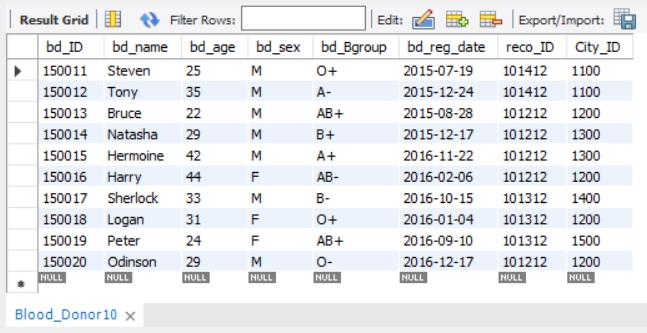 Result Grid Filter Rows: Edit: Export/Import:
bd_ID bd_name bd_age bd_sex bd_Bgroup bd_reg_date reco_ID City_ID
150011 Steven 25 M O+ 2015-07-19 101412 1100
150012 Tony 35 M A- 2015-12-24 101412 1100
150013 Bruce 22 M AB+ 2015-08-28 101212 1200
150014 Natasha 29 M B+ 2015-12-17 101212 1300
150015 Hermoine 42 M A+ 2016-11-22 101212 1300
150016 Harry 44 F AB- 2016-02-06 101212 1200
150017 Sherlock 33 M B- 2016-10-15 101312 1400
150018 Logan 31 F O+ 2016-01-04 101312 1200
150019 Peter 24 F AB+ 2016-09-10 101312 1500
150020 Odinson 29 M O- 2016-12-17 101212 1200
NULL NULL NULL NULL NULL NULL NULL NULL
Blood_Donor10